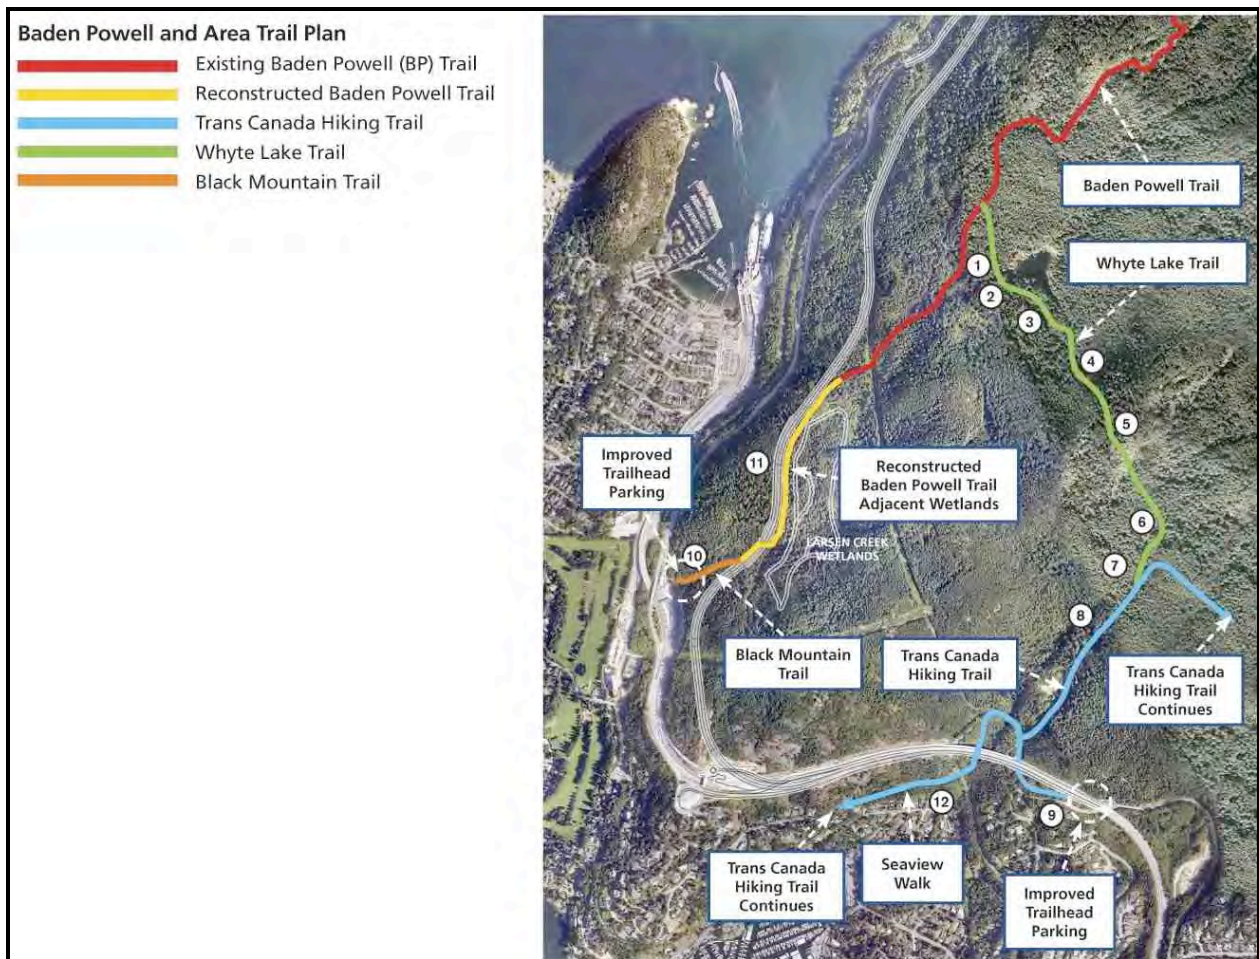 Baden Powell and Area Trail Plan
Existing Baden Powell (BP) Trail
Reconstructed Baden Powell Trail
Trans Canada Hiking Trail
Whyte Lake Trail
Black Mountain Trail
Baden Powell Trail
Whyte Lake Trail
1
2
3
4
5
6
7
8
Improved
Trailhead
Parking
11
Reconstructed
Baden Powell Trail
Adjacent Wetlands
LARSEN CREEK
WETLANDS
10
Black Mountain
Trail
Trans Canada
Hiking Trail
Trans Canada
Hiking Trail
Continues
12
9
Trans Canada
Hiking Trail
Continues
Seaview
Walk
Improved
Trailhead
Parking